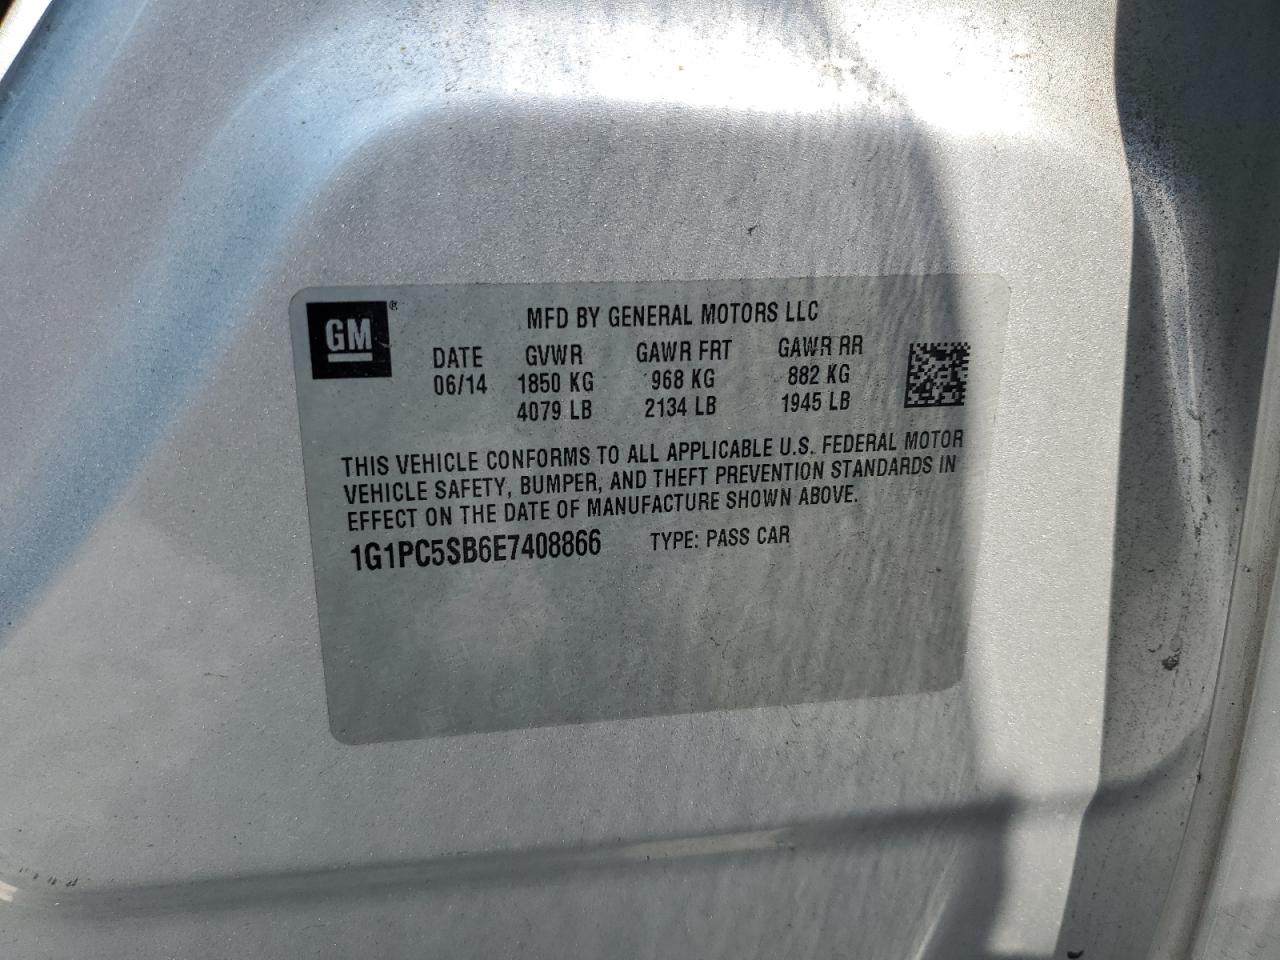 GM®
MFD BY GENERAL MOTORS LLC
DATE GVWR GAWR FRT GAWR RR
06/14 1850 KG 968 KG 882 KG
4079 LB 2134 LB 1945 LB
THIS VEHICLE CONFORMS TO ALL APPLICABLE U.S. FEDERAL MOTOR
VEHICLE SAFETY, BUMPER, AND THEFT PREVENTION STANDARDS IN
EFFECT ON THE DATE OF MANUFACTURE SHOWN ABOVE.
1G1PC5SB6E7408866 TYPE: PASS CAR